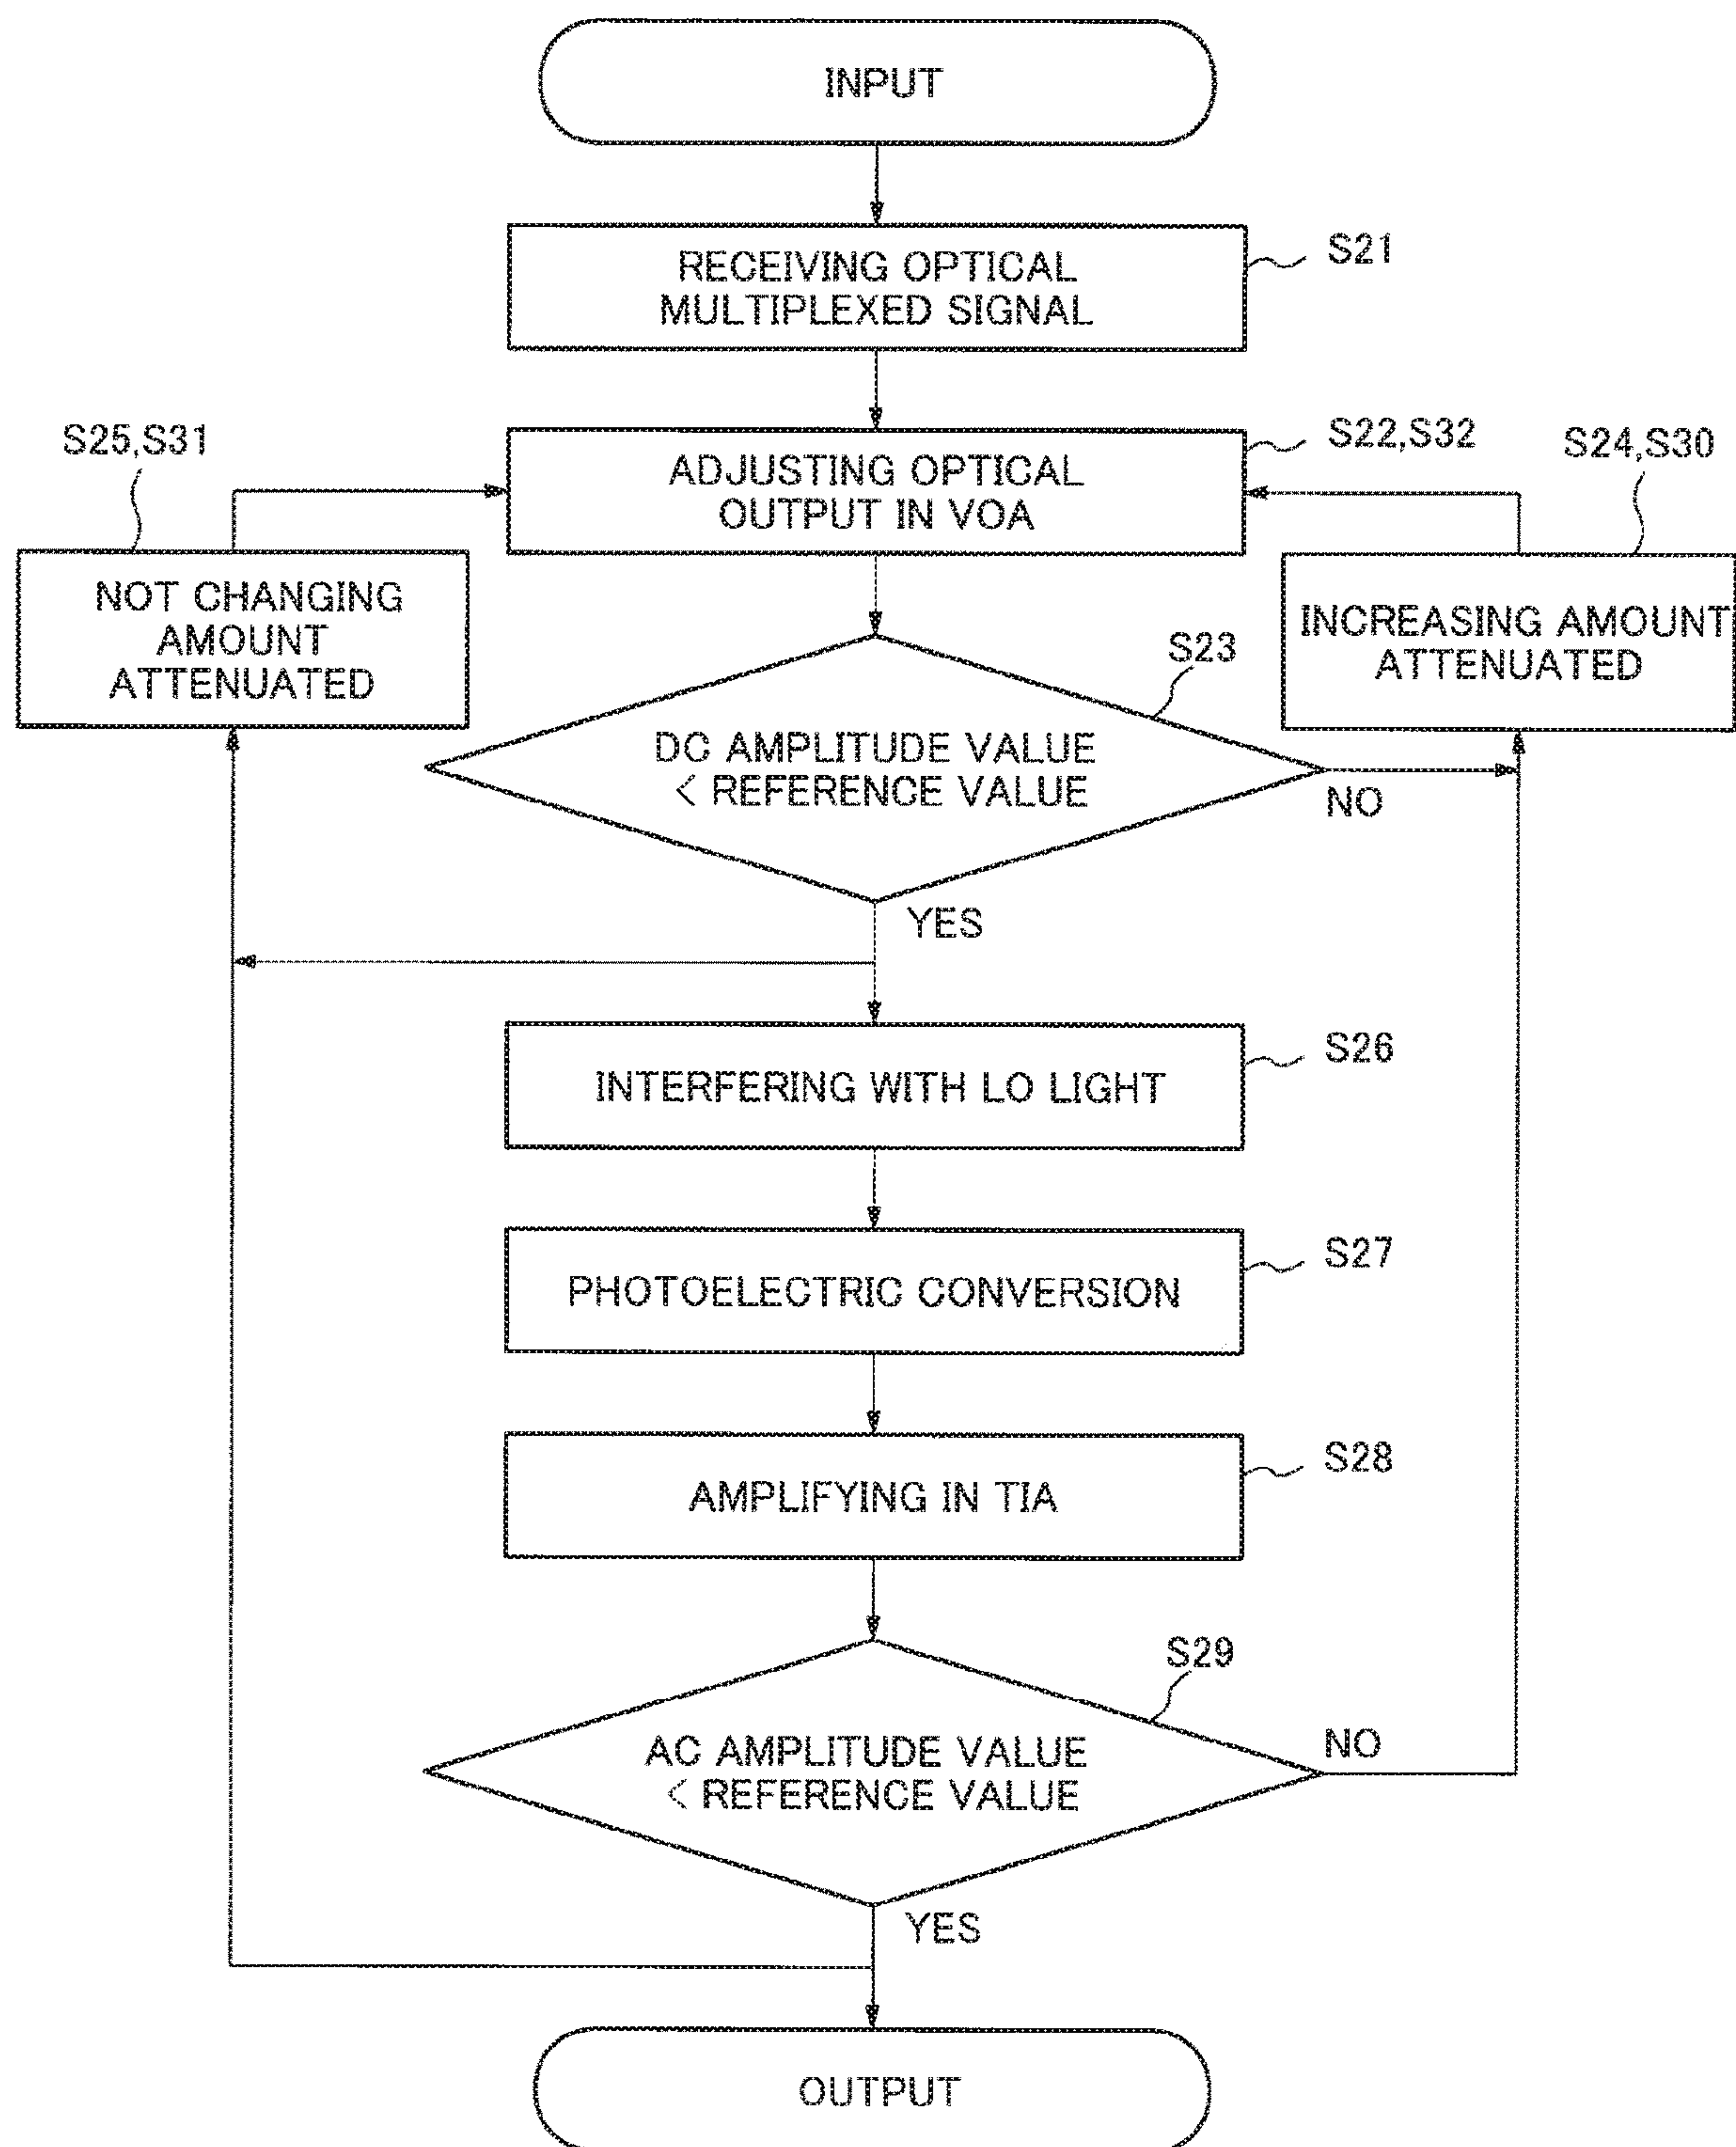 INPUT
RECEIVING OPTICAL
MULTIPLEXED SIGNAL
S21
S25,S31
ADJUSTING OPTICAL
OUTPUT IN VOA
S22,S32
S24,S30
NOT CHANGING
AMOUNT
ATTENUATED
INCREASING AMOUNT
ATTENUATED
S23
DC AMPLITUDE VALUE
< REFERENCE VALUE
NO
YES
INTERFERING WITH LO LIGHT
S26
PHOTOELECTRIC CONVERSION
S27
AMPLIFYING IN TIA
S28
S29
AC AMPLITUDE VALUE
< REFERENCE VALUE
NO
YES
OUTPUT